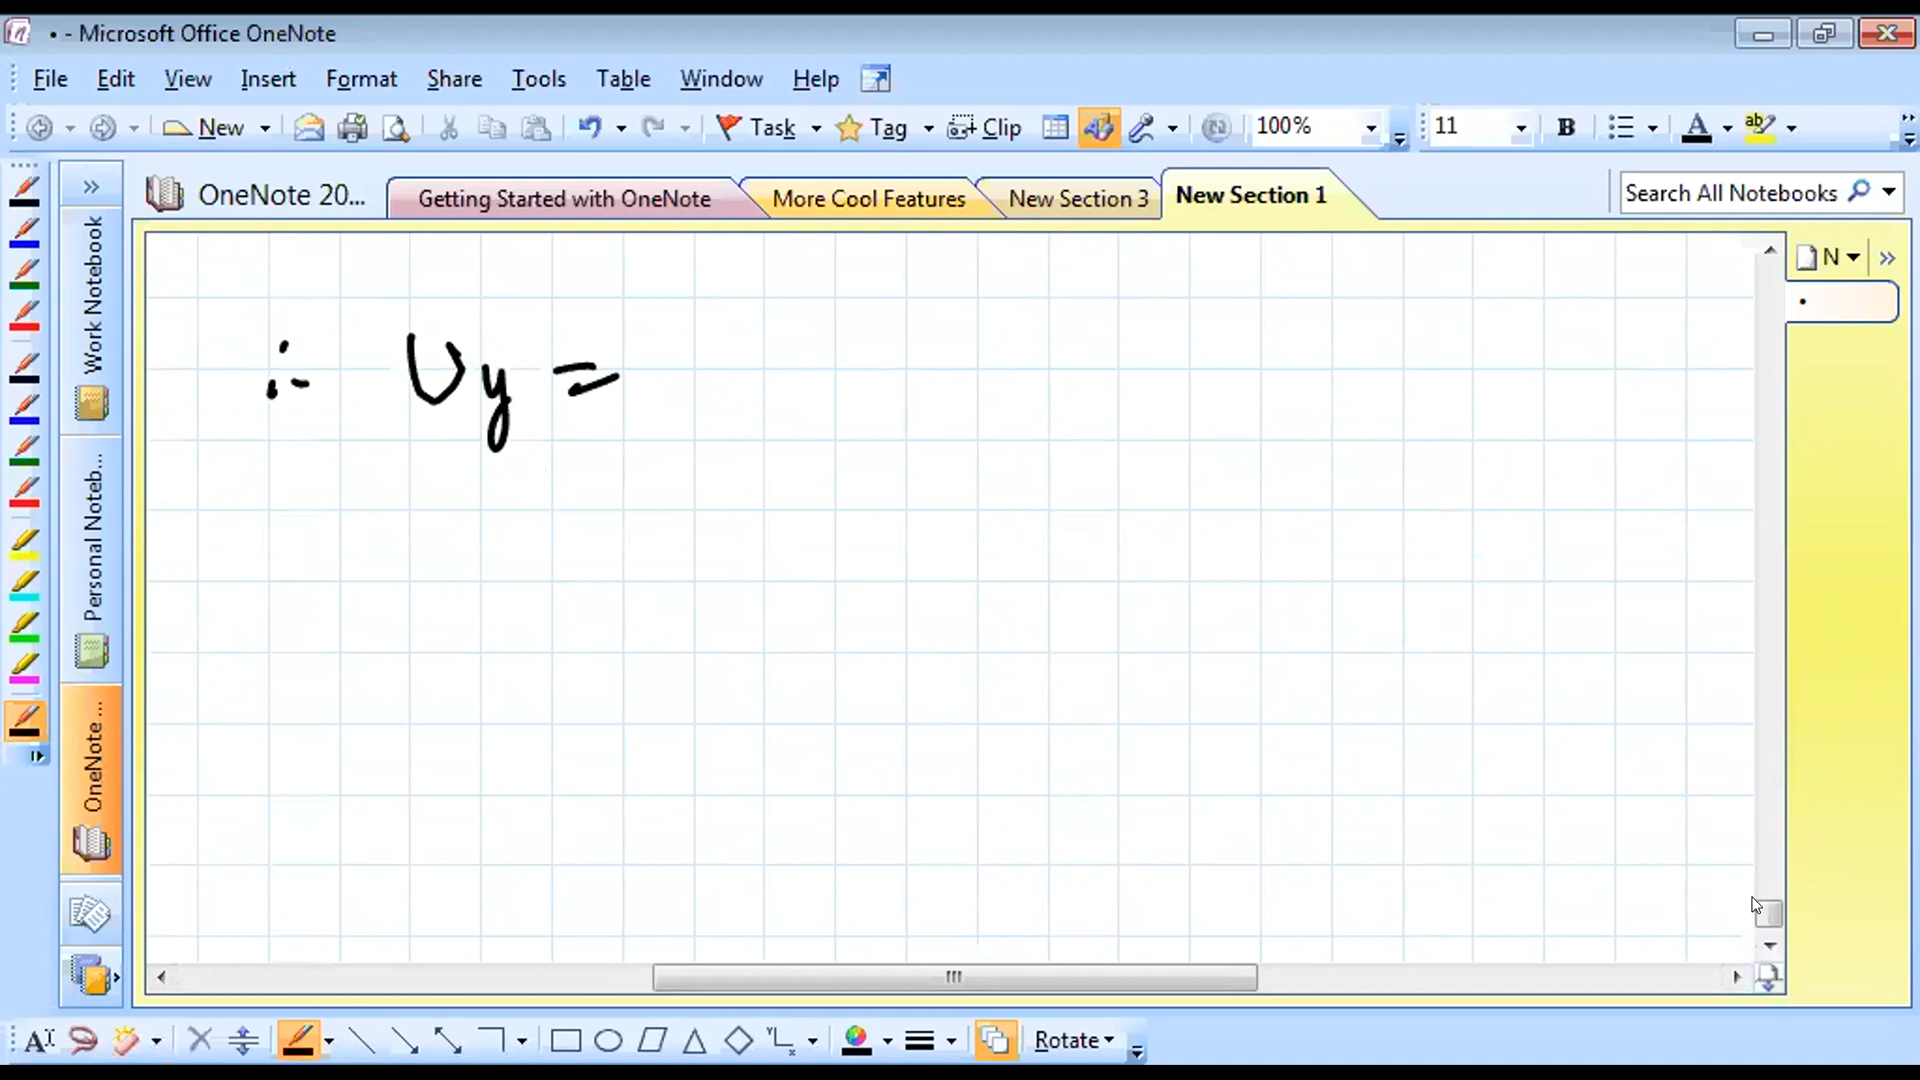 • - Microsoft Office OneNote
File Edit View Insert Format Share Tools Table Window Help
New Task Tag Clip 100% 11 B A ab
OneNote 20... Getting Started with OneNote More Cool Features New Section 3 New Section 1 Search All Notebooks
N
•
Work Notebook
Personal Noteb...
OneNote ...
∴ Uy =
A Rotate